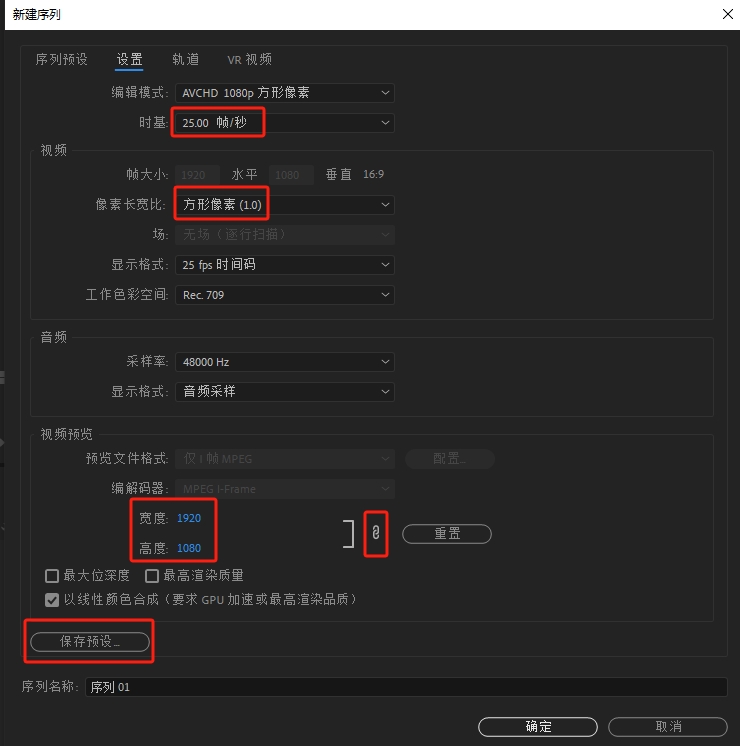 新建序列
序列预设 设置 轨道 VR 视频
编辑模式: AVCHD 1080p 方形像素
时基: 25.00 帧/秒
视频
帧大小: 1920 水平 1080 垂直 16:9
像素长宽比: 方形像素 (1.0)
场: 无场（逐行扫描）
显示格式: 25 fps 时间码
工作色彩空间: Rec. 709
音频
采样率: 48000 Hz
显示格式: 音频采样
视频预览
预览文件格式: 仅 I 帧 MPEG 配置...
编解码器: MPEG I-Frame
宽度: 1920
高度: 1080
重置
最大位深度 最高渲染质量
以线性颜色合成（要求 GPU 加速或最高渲染品质）
保存预设...
序列名称: 序列 01
确定 取消